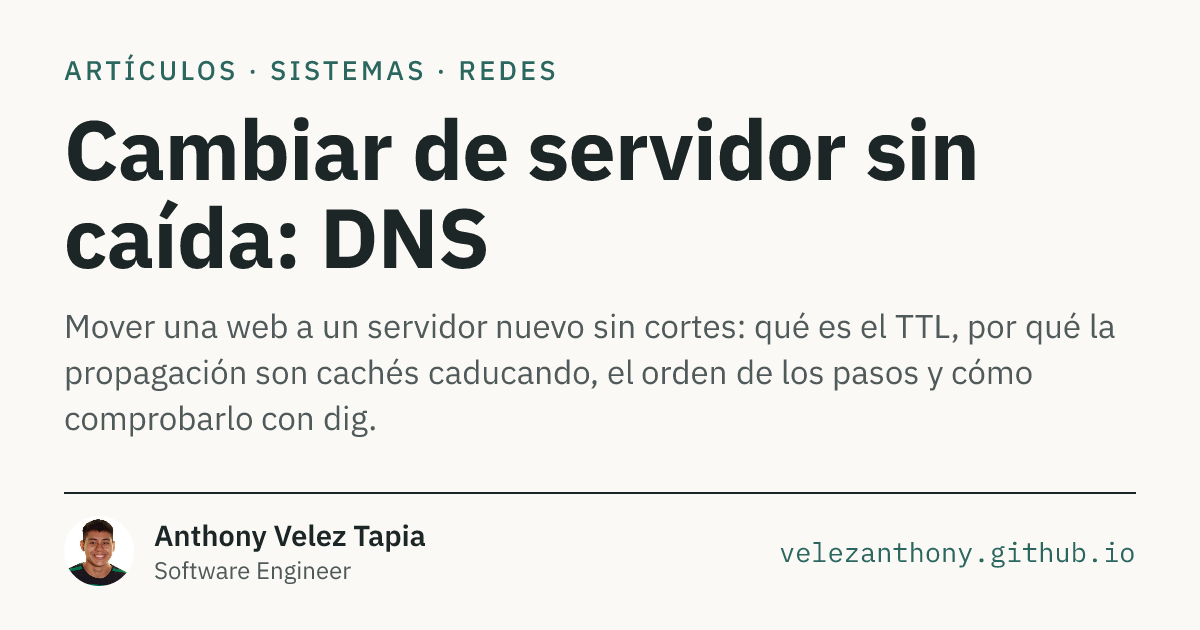 ARTÍCULOS · SISTEMAS · REDES
Cambiar de servidor sin
caída: DNS
Mover una web a un servidor nuevo sin cortes: qué es el TTL, por qué la
propagación son cachés caducando, el orden de los pasos y cómo
comprobarlo con dig.
Anthony Velez Tapia
Software Engineer
velezanthony.github.io